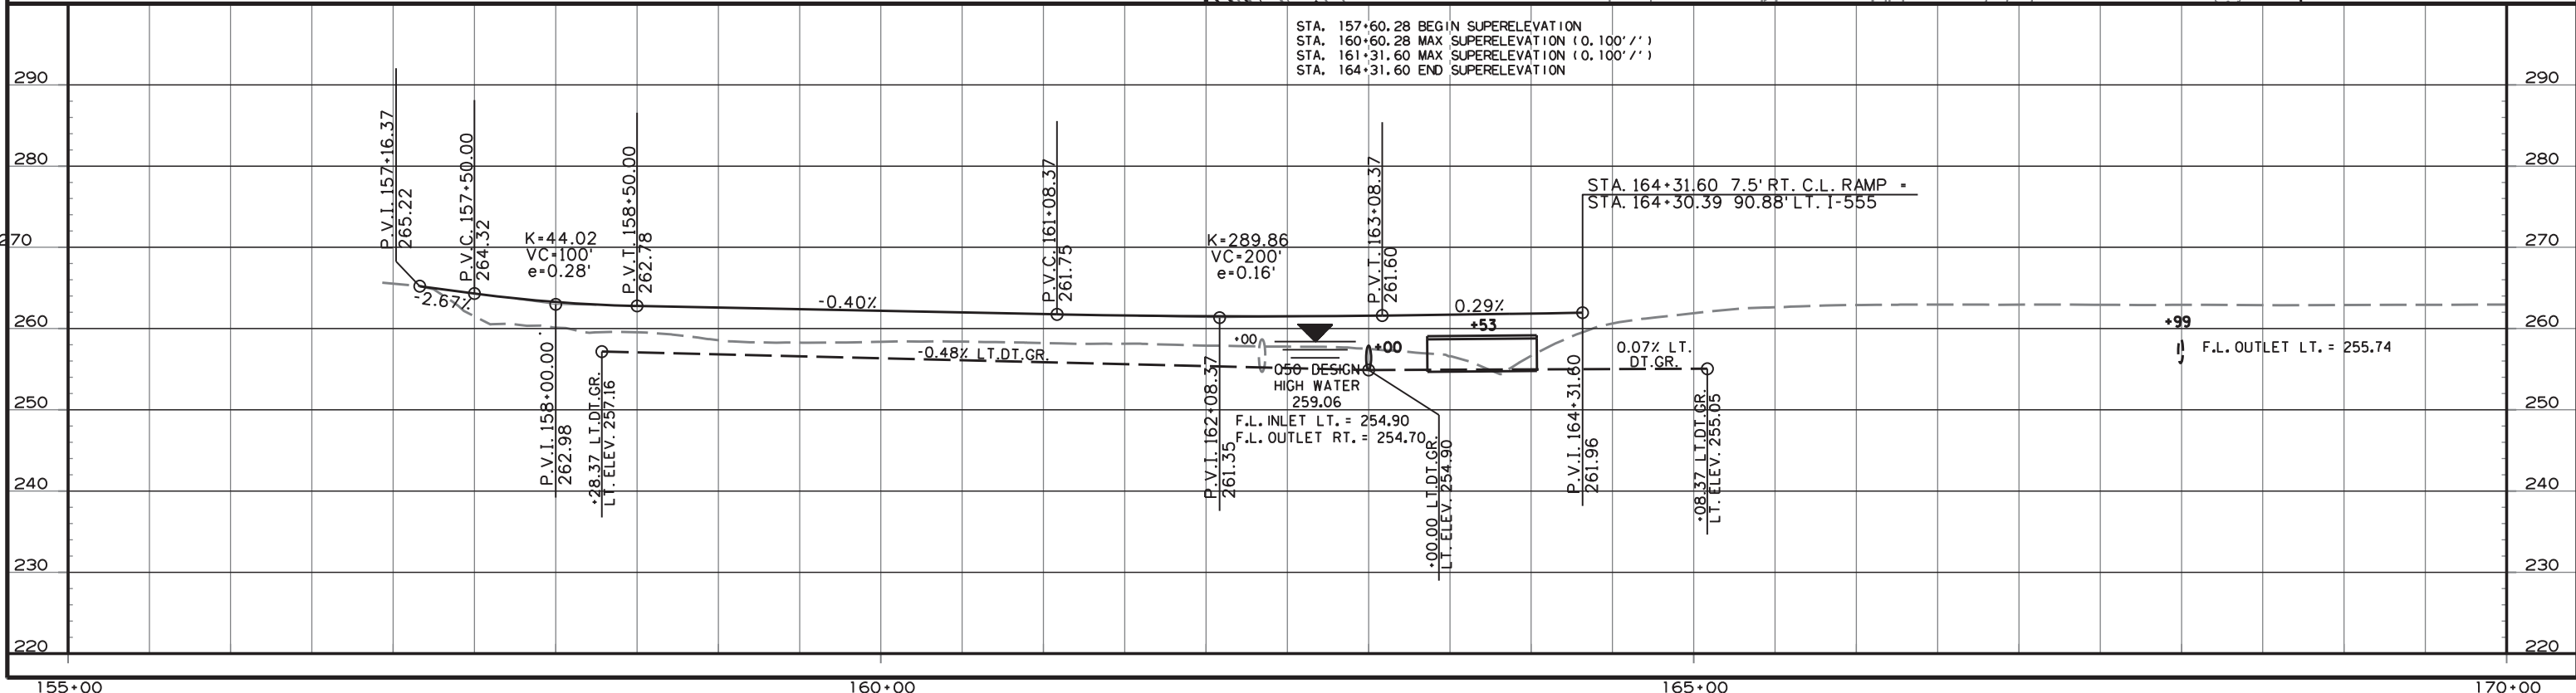 STA. 157+60.28 BEGIN SUPERELEVATION
STA. 160+60.28 MAX SUPERELEVATION (0.100'/')
STA. 161+31.60 MAX SUPERELEVATION (0.100'/')
STA. 164+31.60 END SUPERELEVATION
290
290
280
280
270
270
260
260
250
250
240
240
230
230
220
220
P.V.I. 157+16.37
265.22
P.V.C. 157+50.00
264.32
K=44.02
VC=100'
e=0.28'
P.V.T. 158+50.00
262.78
P.V.C. 161+08.37
261.75
K=289.86
VC=200'
e=0.16'
P.V.T. 163+08.37
261.60
STA. 164+31.60 7.5' RT. C.L. RAMP =
STA. 164+30.39 90.88' LT. I-555
-2.67%
-0.40%
0.29%
+53
+00
+00
-0.48% LT.DT.GR.
Q50 DESIGN
HIGH WATER
259.06
F.L. INLET LT. = 254.90
F.L. OUTLET RT. = 254.70
0.07% LT.
DT.GR.
+99
F.L. OUTLET LT. = 255.74
P.V.I. 158+00.00
262.98
+28.37 LT.DT.GR.
LT. ELEV. 257.16
P.V.I. 162+08.37
261.35
+00.00 LT.DT.GR.
LT. ELEV. 254.90
P.V.I. 164+31.60
261.96
+08.37 LT.DT.GR.
LT. ELEV. 255.05
155+00
160+00
165+00
170+00